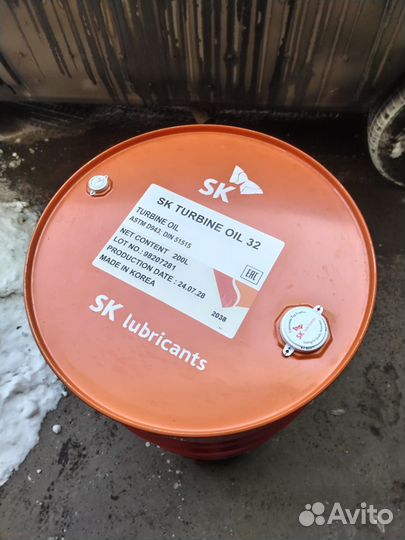 SK
SK TURBINE OIL 32
TURBINE OIL
ASTM D943, DIN 51515
NET CONTENT 200L
LOT NO : 98207281
PRODUCTION DATE : 24.07.28
MADE IN KOREA
EAC
2038
SK lubricants
SK
Avito